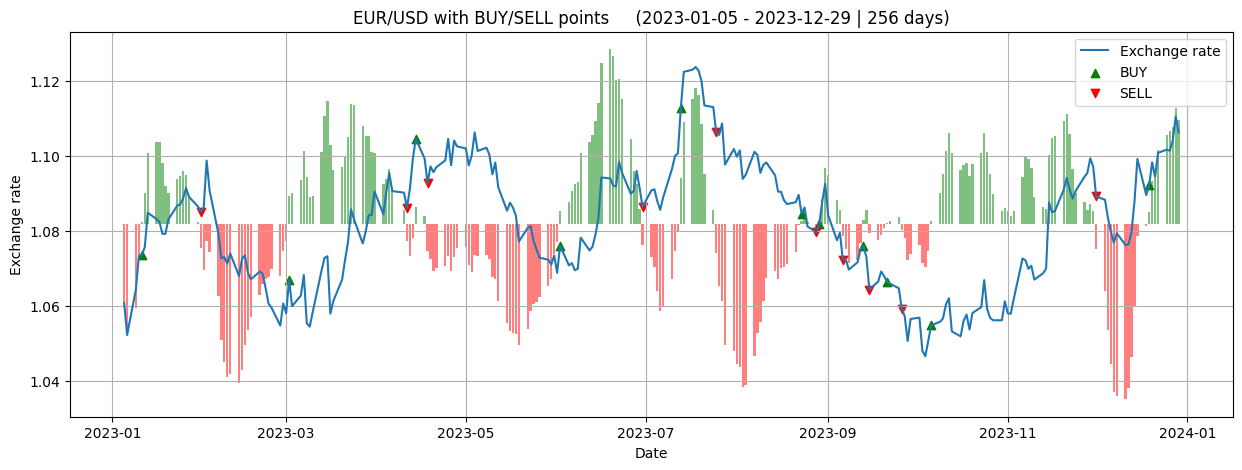 EUR/USD with BUY/SELL points     (2023-01-05 - 2023-12-29 | 256 days)
Exchange rate
BUY
SELL
1.12
1.10
1.08
1.06
1.04
Exchange rate
2023-01
2023-03
2023-05
2023-07
2023-09
2023-11
2024-01
Date